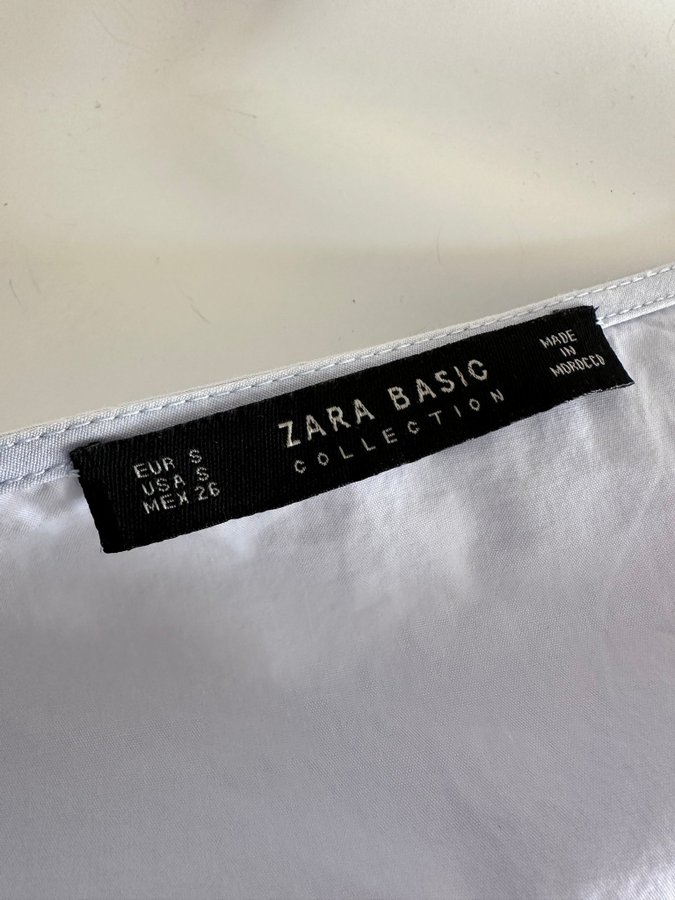 EUR S
USA S
MEX 26
ZARA BASIC
COLLECTION
MADE
IN
MOROCCO